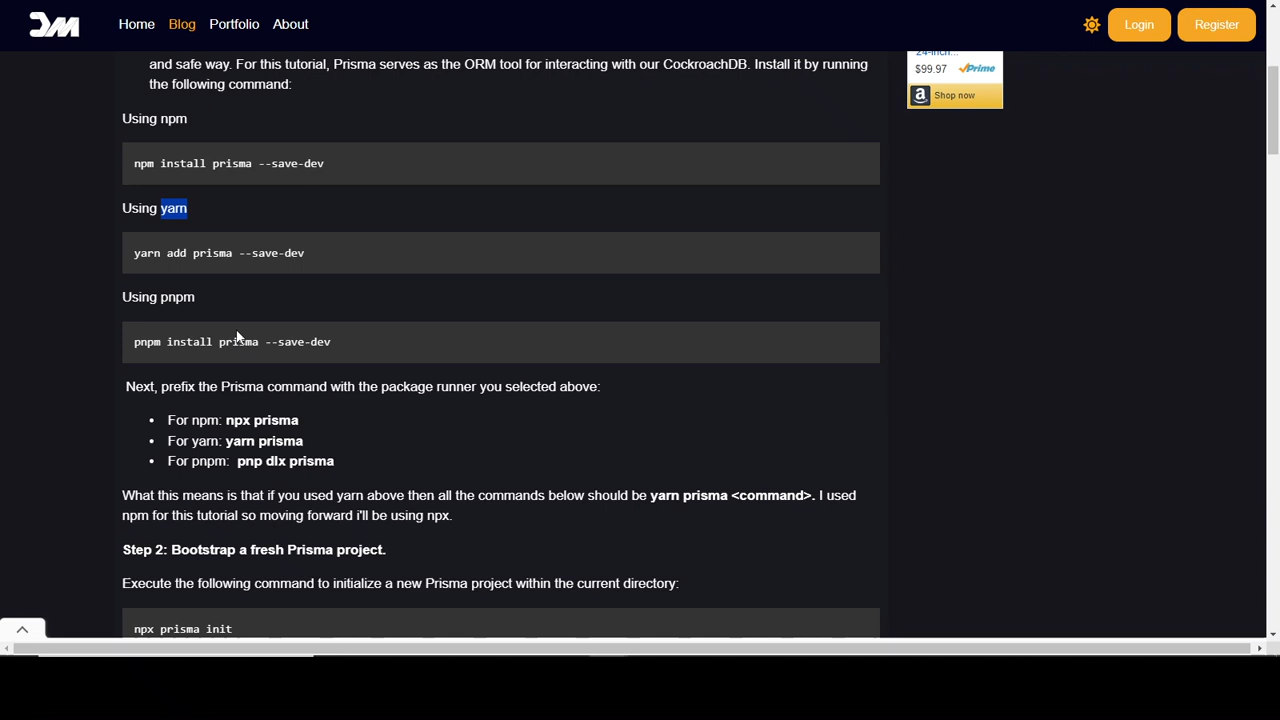 DM
Home Blog Portfolio About
Login
Register
24-inch...
$99.97 Prime
a Shop now
and safe way. For this tutorial, Prisma serves as the ORM tool for interacting with our CockroachDB. Install it by running
the following command:
Using npm
npm install prisma --save-dev
Using yarn
yarn add prisma --save-dev
Using pnpm
pnpm install prisma --save-dev
Next, prefix the Prisma command with the package runner you selected above:
• For npm: npx prisma
• For yarn: yarn prisma
• For pnpm: pnp dlx prisma
What this means is that if you used yarn above then all the commands below should be yarn prisma <command>. I used
npm for this tutorial so moving forward i'll be using npx.
Step 2: Bootstrap a fresh Prisma project.
Execute the following command to initialize a new Prisma project within the current directory:
npx prisma init